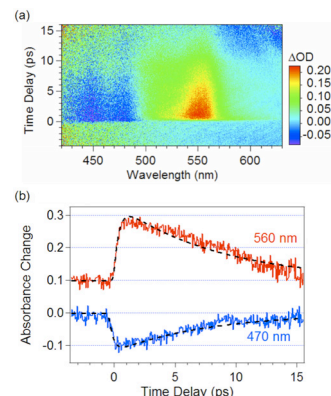 (a)
Time Delay (ps)
15
10
5
0
450
500
550
600
Wavelength (nm)
ΔOD
0.20
0.15
0.10
0.05
0.00
-0.05
(b)
Absorbance Change
0.3
0.2
0.1
0.0
-0.1
560 nm
470 nm
0
5
10
15
Time Delay (ps)